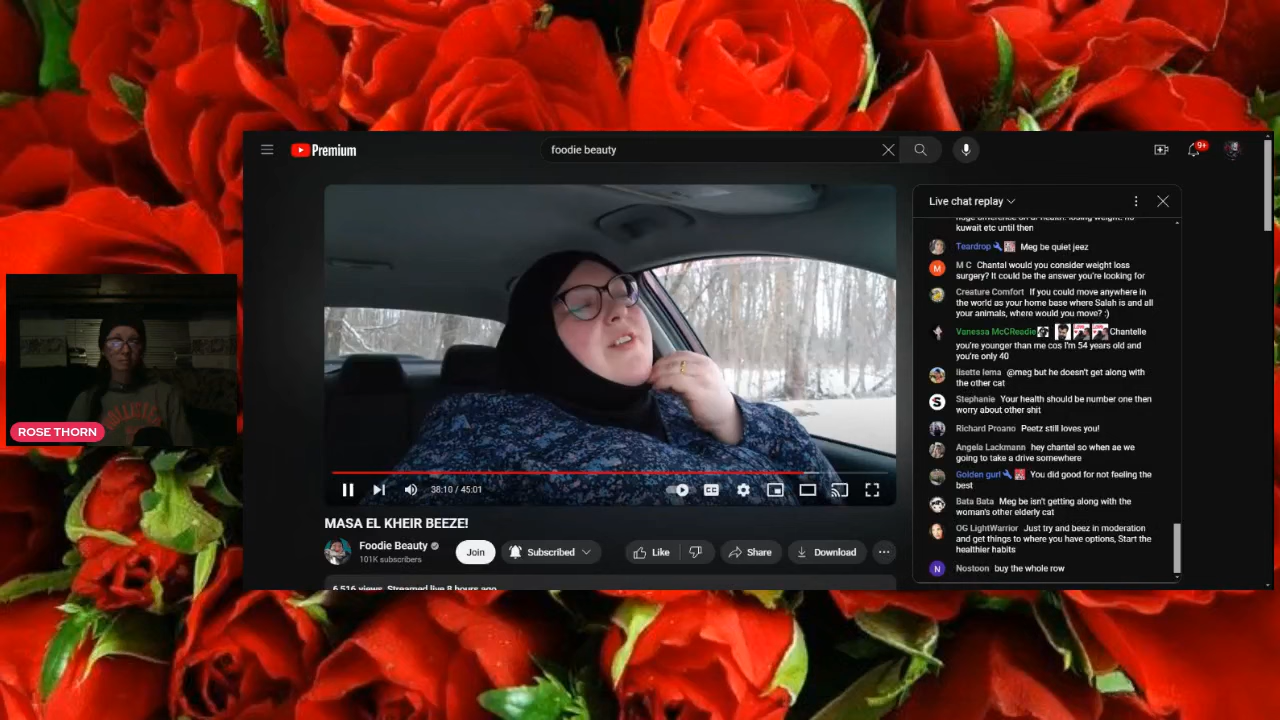 Premium
foodie beauty
9+
Live chat replay
kuwait etc until then
Teardrop Meg be quiet jeez
M C Chantal would you consider weight loss
surgery? It could be the answer you're looking for
Creature Comfort If you could move anywhere in
the world as your home base where Salah is and all
your animals, where would you move? :)
Vanessa McCReadie Chantelle
you're younger than me cos I'm 54 years old and
you're only 40
lisette lema @meg but he doesn't get along with
the other cat
Stephanie Your health should be number one then
worry about other shit
Richard Proano Peetz still loves you!
Angela Lackmann hey chantel so when ae we
going to take a drive somewhere
Golden gurl You did good for not feeling the
best
Bata Bata Meg be isn't getting along with the
woman's other elderly cat
OG LightWarrior Just try and beez in moderation
and get things to where you have options, Start the
healthier habits
N Nostoon buy the whole row
ROSE THORN
38:10 / 45:01
CC
MASA EL KHEIR BEEZE!
Foodie Beauty
101K subscribers
Join
Subscribed
Like
Share
Download
6,516 views Streamed live 8 hours ago